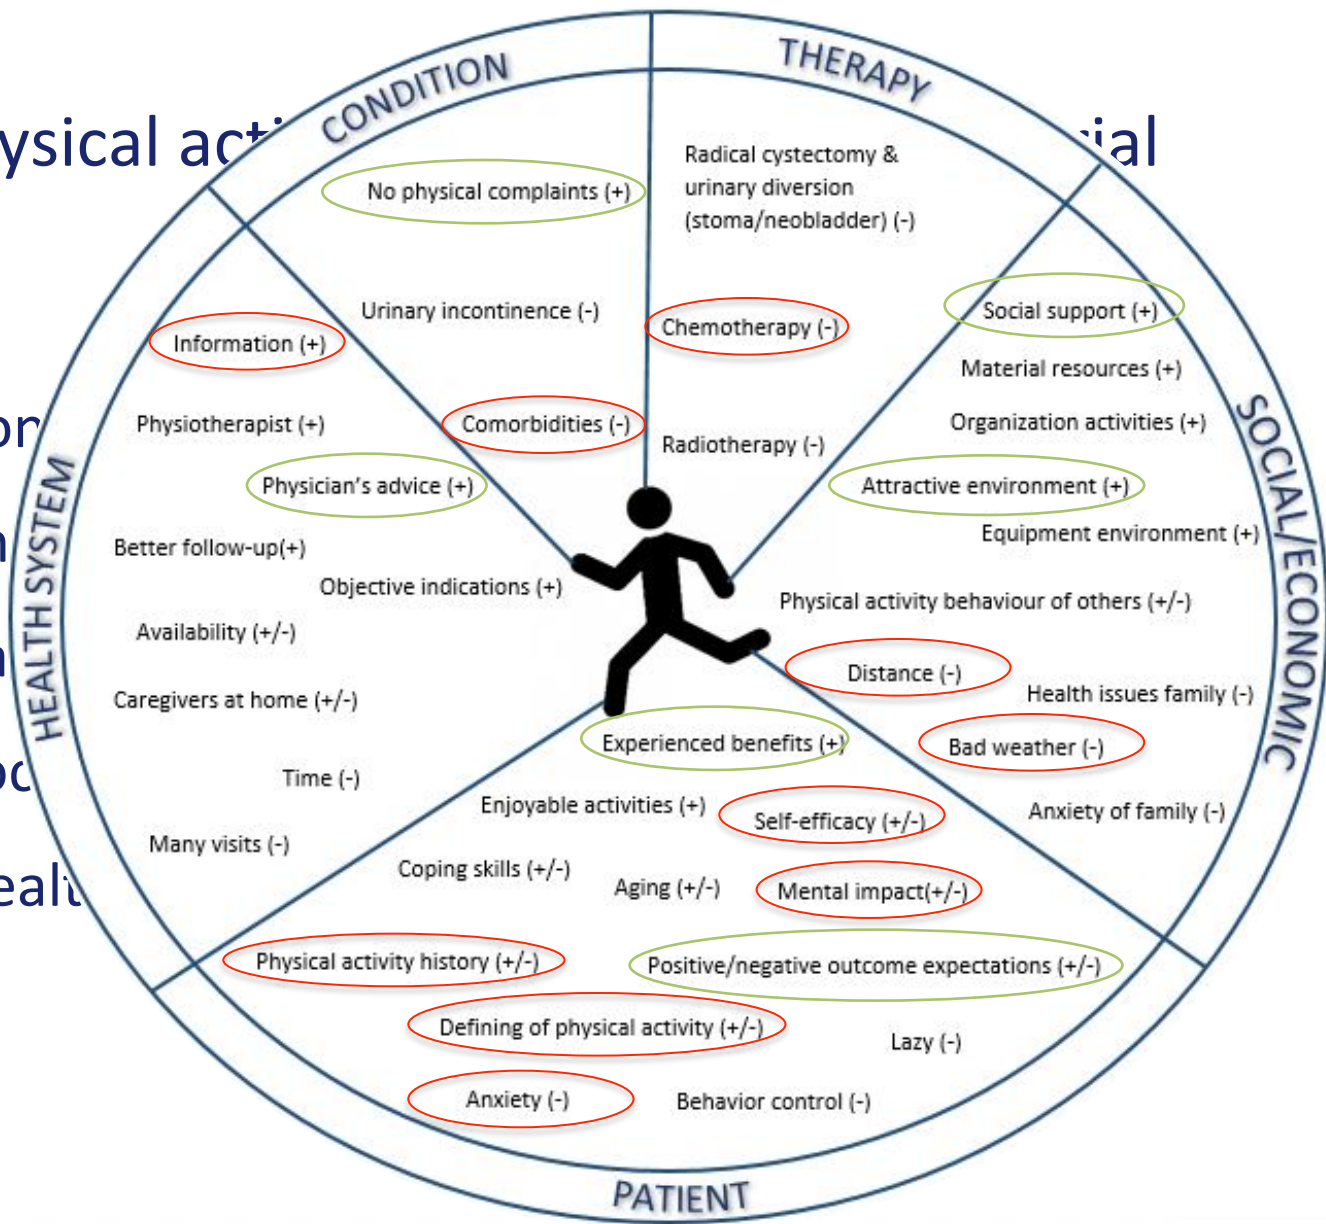 CONDITION
THERAPY
ysical
No physical complaints (+)
Urinary incontinence (-)
Comorbidities (-)
Radical cystectomy &
urinary diversion
(stoma/neobladder) (-)
Chemotherapy (-)
Radiotherapy (-)
SOCIAL/ECONOMIC
Social support (+)
Material resources (+)
Organization activities (+)
Attractive environment (+)
Equipment environment (+)
Physical activity behaviour of others (+/-)
Distance (-)
Health issues family (-)
Bad weather (-)
Anxiety of family (-)
HEALTH SYSTEM
Information (+)
Physiotherapist (+)
Physician's advice (+)
Better follow-up(+)
Objective indications (+)
Availability (+/-)
Caregivers at home (+/-)
Time (-)
Many visits (-)
Experienced benefits (+)
Enjoyable activities (+)
Self-efficacy (+/-)
Coping skills (+/-)
Aging (+/-)
Mental impact(+/-)
Physical activity history (+/-)
Positive/negative outcome expectations (+/-)
Defining of physical activity (+/-)
Lazy (-)
Anxiety (-)
Behavior control (-)
PATIENT